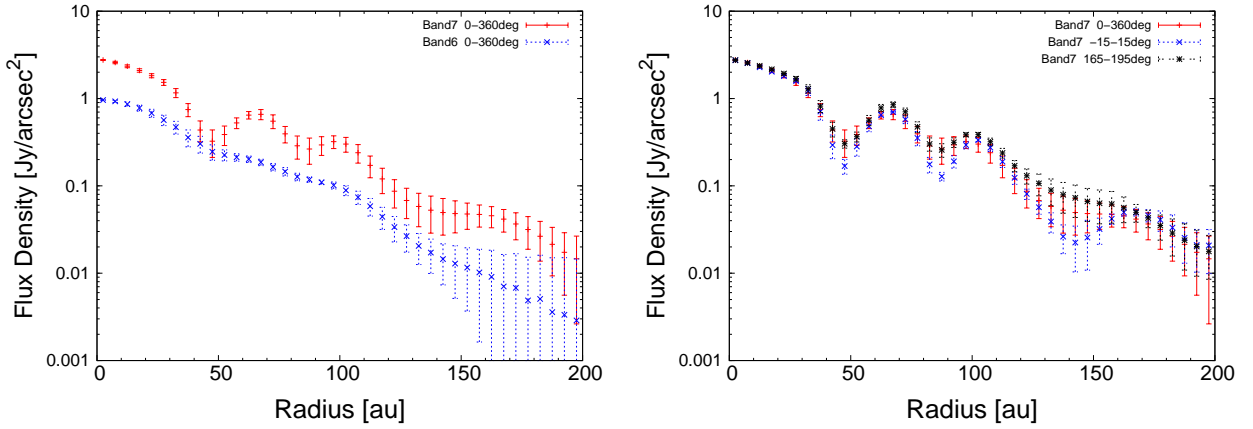 Band7 0-360deg
Band6 0-360deg
10
1
0.1
0.01
0.001
0 50 100 150 200
Radius [au]
Flux Density [Jy/arcsec²]
Band7 0-360deg
Band7 -15-15deg
Band7 165-195deg
10
1
0.1
0.01
0.001
0 50 100 150 200
Radius [au]
Flux Density [Jy/arcsec²]